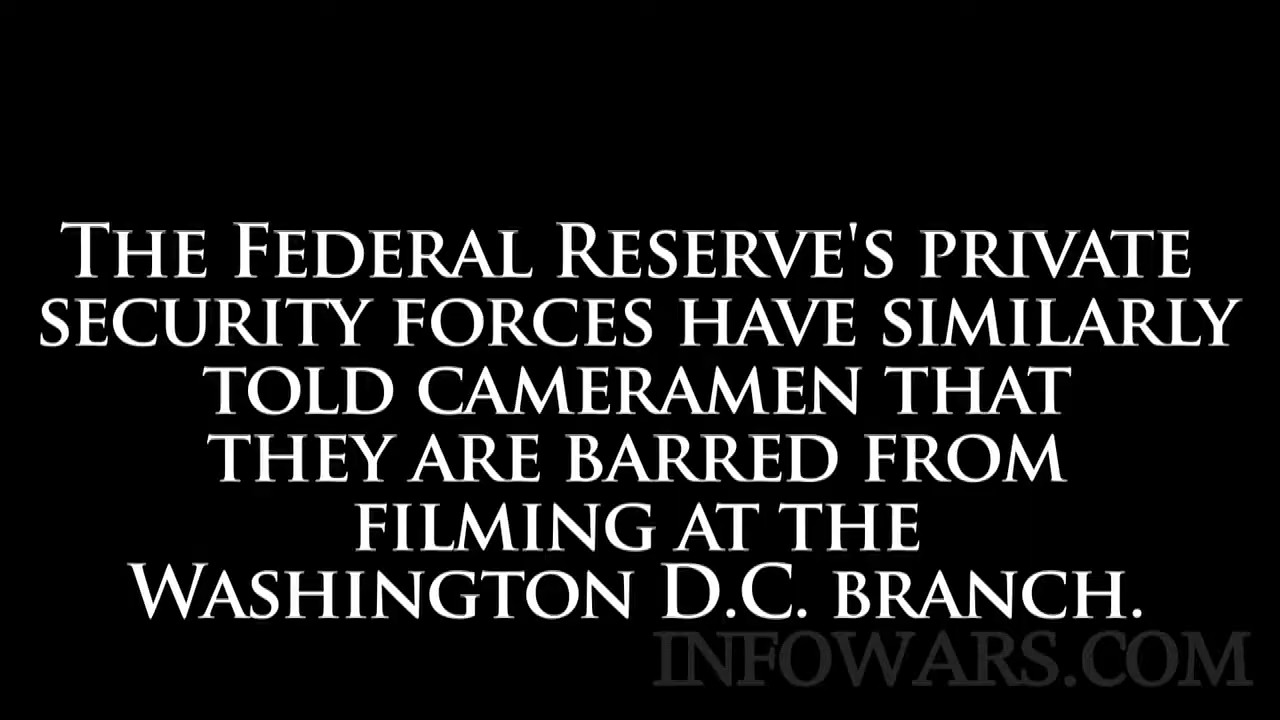 The Federal Reserve's private
security forces have similarly
told cameramen that
they are barred from
filming at the
Washington D.C. branch.
INFOWARS.COM